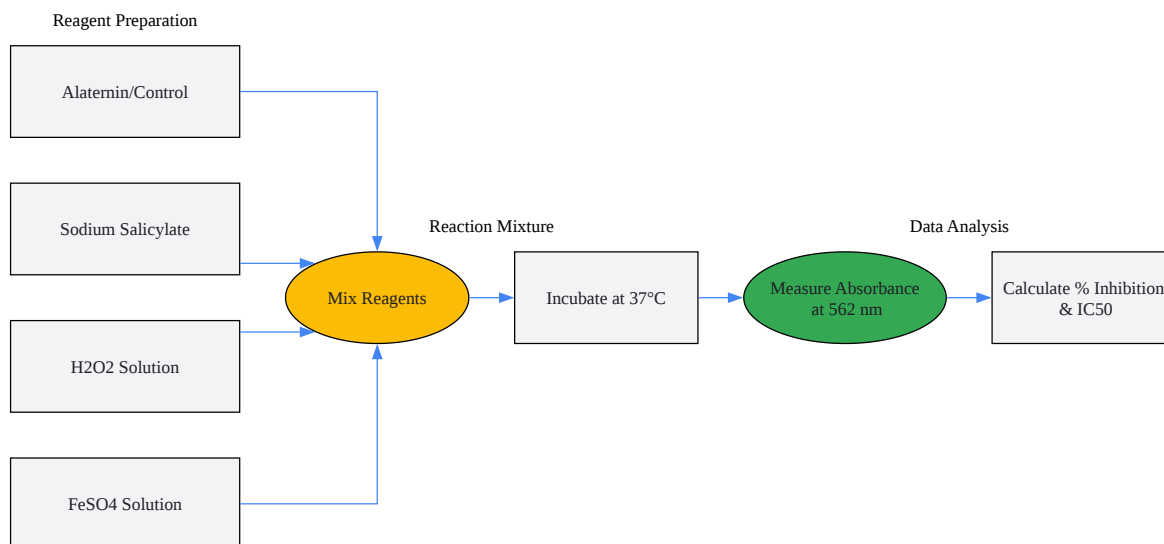 Reagent Preparation
Alaternin/Control
Sodium Salicylate
H2O2 Solution
FeSO4 Solution
Reaction Mixture
Mix Reagents
Incubate at 37°C
Data Analysis
Measure Absorbance
at 562 nm
Calculate % Inhibition
& IC50